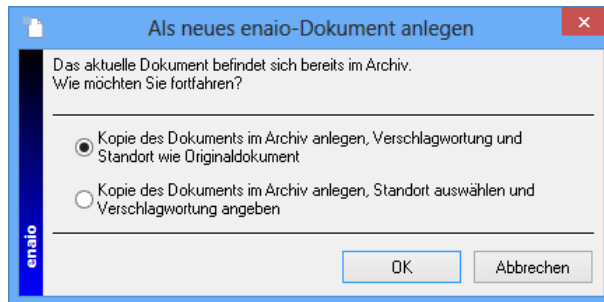 Als neues enaio-Dokument anlegen
Das aktuelle Dokument befindet sich bereits im Archiv.
Wie möchten Sie fortfahren?
Kopie des Dokuments im Archiv anlegen, Verschlagwortung und
Standort wie Originaldokument
Kopie des Dokuments im Archiv anlegen, Standort auswählen und
Verschlagwortung angeben
enaio
OK
Abbrechen